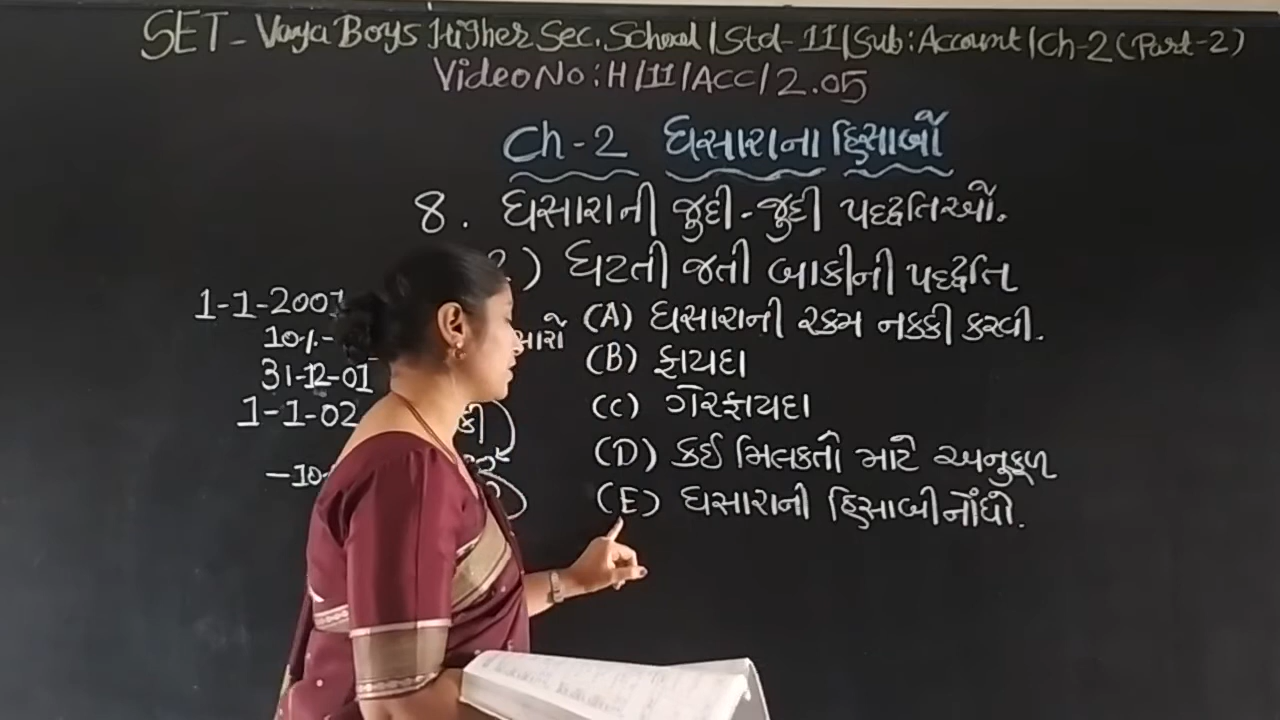 SET - Vaya Boys Higher Sec. School | Std-11 | Sub: Account | Ch-2 (Part-2)
Video No: H/11/ACC/2.05
Ch-2 ઘસારાના હિસાબો
8. ઘસારાની જુદી-જુદી પદ્ધતિઓ.
2) ઘટતી જતી બાકીની પદ્ધતિ
(A) ઘસારાની રકમ નક્કી કરવી.
(B) ફાયદા
(C) ગેરફાયદા
(D) કઈ મિલકતો માટે અનુકૂળ
(E) ઘસારાની હિસાબી નોંધો.
1-1-2001
10%-
31-12-01
1-1-02
-10%